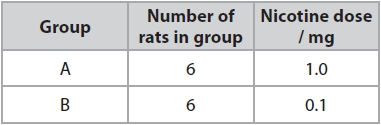 Group
Number of
rats in group
Nicotine dose
/ mg
A 6 1.0
B 6 0.1